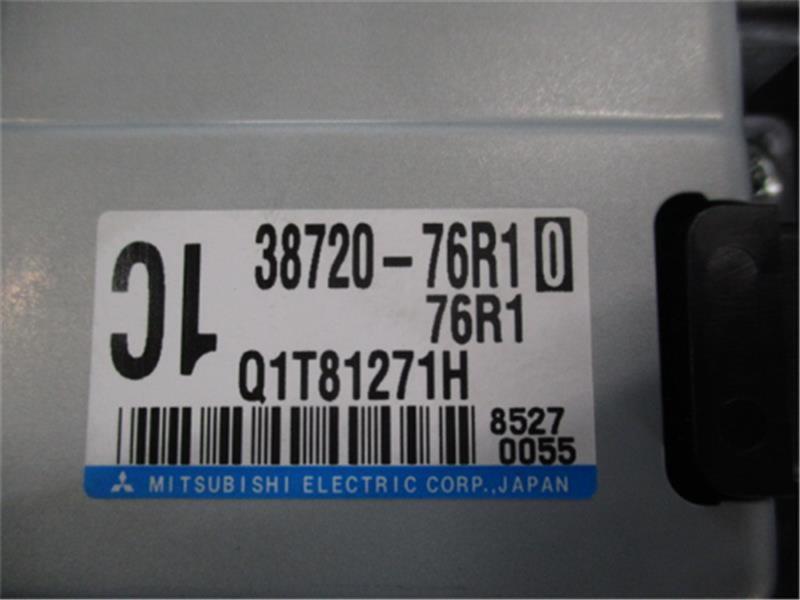 1C
38720-76R10
76R1
Q1T81271H
8527
0055
MITSUBISHI ELECTRIC CORP.,JAPAN